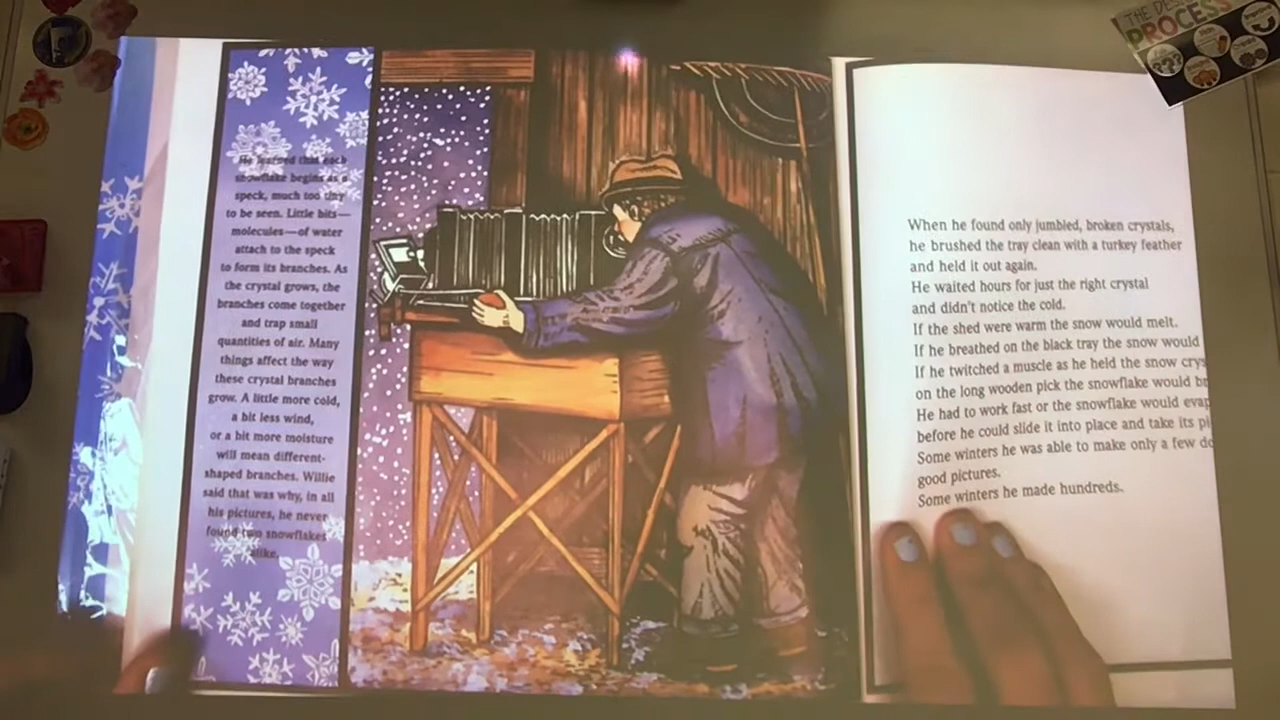 THE DES
PROCESS
He learned that each
snowflake begins as a
speck, much too tiny
to be seen. Little bits—
molecules—of water
attach to the speck
to form its branches. As
the crystal grows, the
branches come together
and trap small
quantities of air. Many
things affect the way
these crystal branches
grow. A little more cold,
a bit less wind,
or a bit more moisture
will mean different-
shaped branches. Willie
said that was why, in all
his pictures, he never
found two snowflakes
alike.
When he found only jumbled, broken crystals,
he brushed the tray clean with a turkey feather
and held it out again.
He waited hours for just the right crystal
and didn't notice the cold.
If the shed were warm the snow would melt.
If he breathed on the black tray the snow would
If he twitched a muscle as he held the snow crys
on the long wooden pick the snowflake would br
He had to work fast or the snowflake would evap
before he could slide it into place and take its pi
Some winters he was able to make only a few do
good pictures.
Some winters he made hundreds.